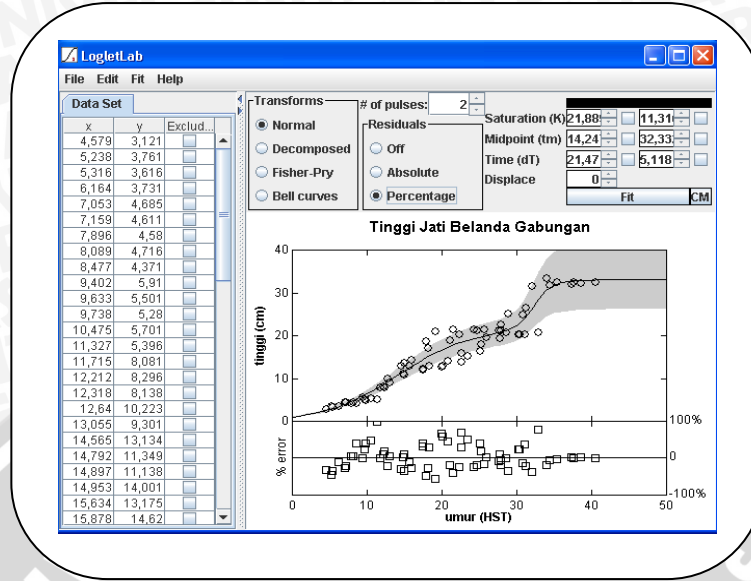 LogletLab
File Edit Fit Help
Data Set
x y Exclud...
4,579 3,121
5,238 3,761
5,316 3,616
6,164 3,731
7,053 4,685
7,159 4,611
7,896 4,58
8,089 4,716
8,477 4,371
9,402 5,91
9,633 5,501
9,738 5,28
10,475 5,701
11,327 5,396
11,715 8,081
12,212 8,296
12,318 8,138
12,64 10,223
13,055 9,301
14,565 13,134
14,792 11,349
14,897 11,138
14,953 14,001
15,634 13,175
15,878 14,62
Transforms
Normal
Decomposed
Fisher-Pry
Bell curves
# of pulses: 2
Residuals
Off
Absolute
Percentage
Saturation (K) 21,88 11,31
Midpoint (tm) 14,24 32,33
Time (dT) 21,47 5,118
Displace 0
Fit CM
Tinggi Jati Belanda Gabungan
tinggi (cm)
40
30
20
10
0
% error
100%
0
-100%
0 10 20 30 40 50
umur (HST)